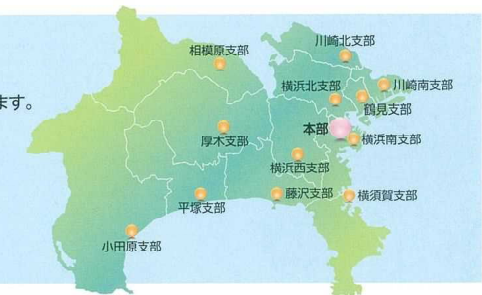 川崎北支部
相模原支部
横浜北支部
川崎南支部
ます。
鶴見支部
本部
厚木支部
横浜南支部
横浜西支部
藤沢支部
横須賀支部
平塚支部
小田原支部